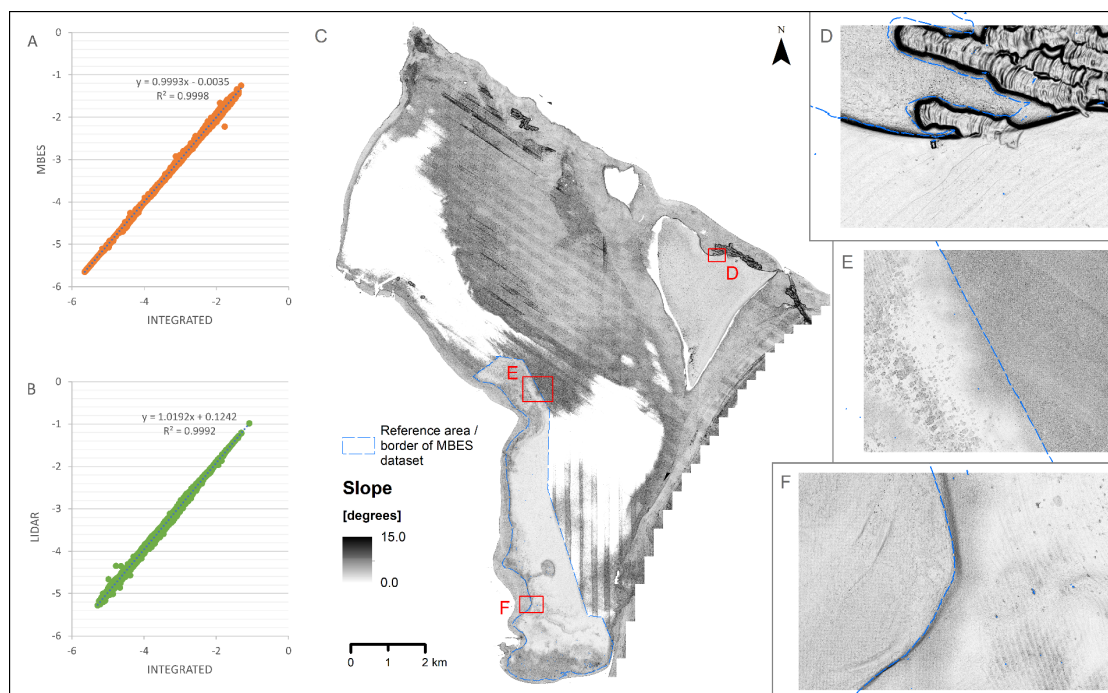 A
0
-1
-2
-3
-4
-5
-6
y = 0.9993x - 0.0035
R² = 0.9998
MBES
-6
-4
-2
0
INTEGRATED
B
0
-1
-2
-3
-4
-5
-6
y = 1.0192x + 0.1242
R² = 0.9992
LIDAR
-6
-4
-2
0
INTEGRATED
C
N
D
E
F
Reference area /
border of MBES
dataset
Slope
[degrees]
15.0
0.0
0 1 2 km
D
E
F